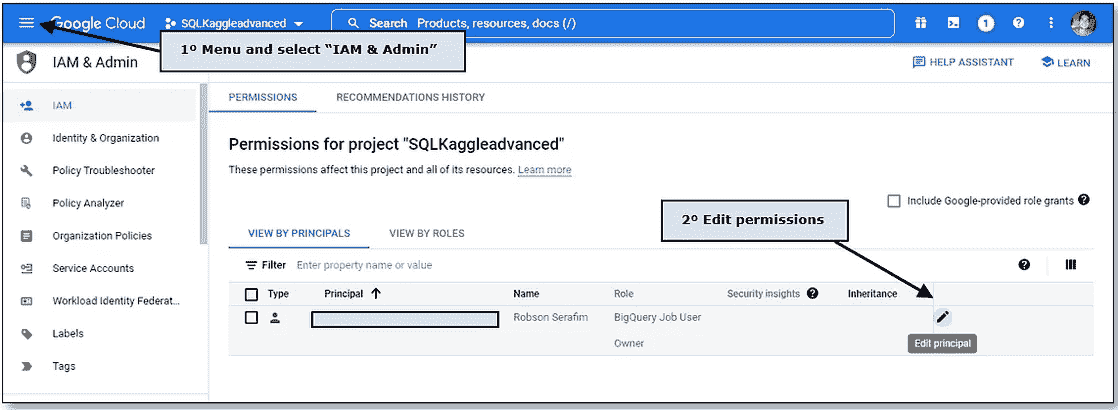 Google Cloud SQLKaggleadvanced Search Products, resources, docs (/) 1
1º Menu and select “IAM & Admin”
IAM & Admin HELP ASSISTANT LEARN
IAM
Identity & Organization
Policy Troubleshooter
Policy Analyzer
Organization Policies
Service Accounts
Workload Identity Federat...
Labels
Tags
PERMISSIONS RECOMMENDATIONS HISTORY
Permissions for project "SQLKaggleadvanced"
These permissions affect this project and all of its resources. Learn more
Include Google-provided role grants
2º Edit permissions
VIEW BY PRINCIPALS VIEW BY ROLES
Filter Enter property name or value
Type Principal Name Role Security insights Inheritance
Robson Serafim BigQuery Job User
Owner
Edit principal